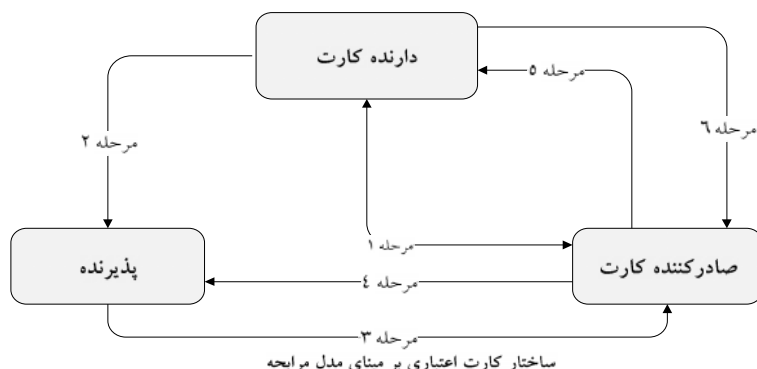 دارنده کارت
مرحله ۵
مرحله ۶
مرحله ۲
پذیرنده
صادرکننده کارت
مرحله ۱
مرحله ٤
مرحله ۳
ساختار کارت اعتباری بر مبنای مدل مرابحه